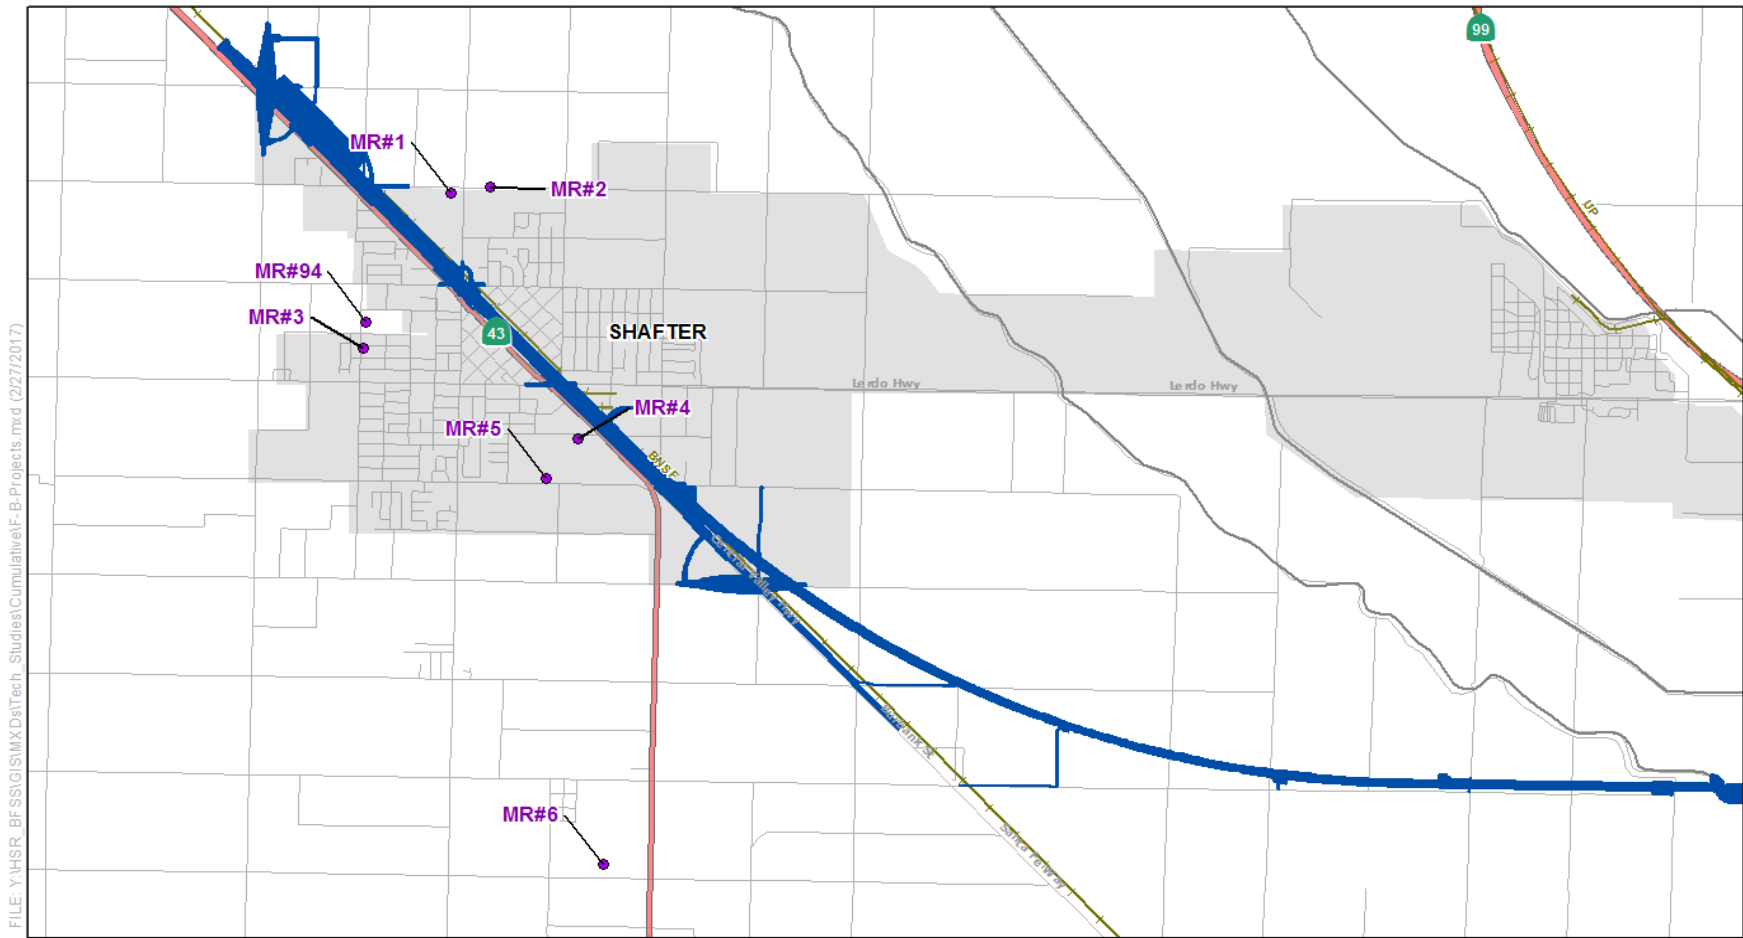 99
MR#1
MR#2
UP
MR#94
MR#3
43
SHAFTER
Lerdo Hwy
Lerdo Hwy
MR#4
MR#5
BNSF
Central Valley Hwy
Santa Fe Way
MR#6
FILE: Y:\HSR_BFSS\GIS\MXDs\Tech_Studies\Cumulative\F-B-Projects.mxd (2/27/2017)